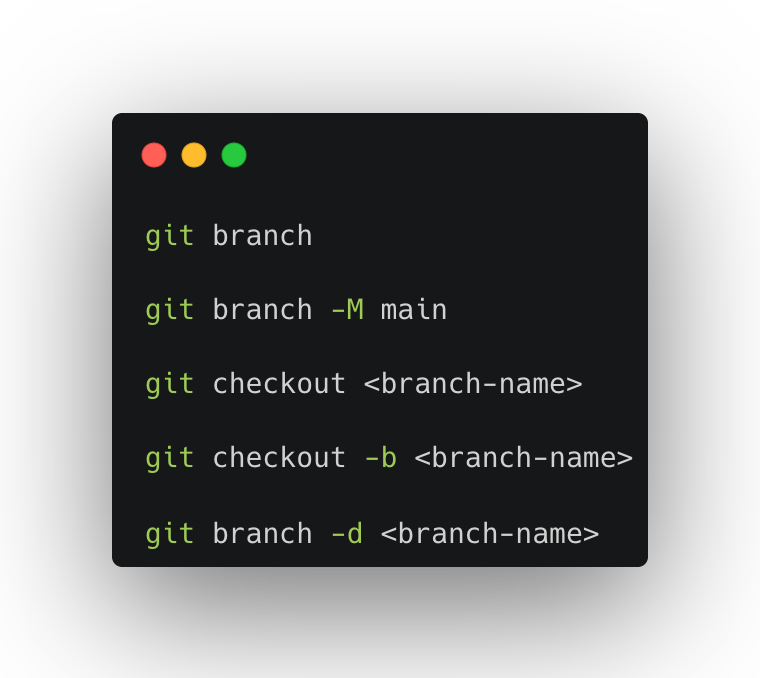 git branch
git branch -M main
git checkout <branch-name>
git checkout -b <branch-name>
git branch -d <branch-name>